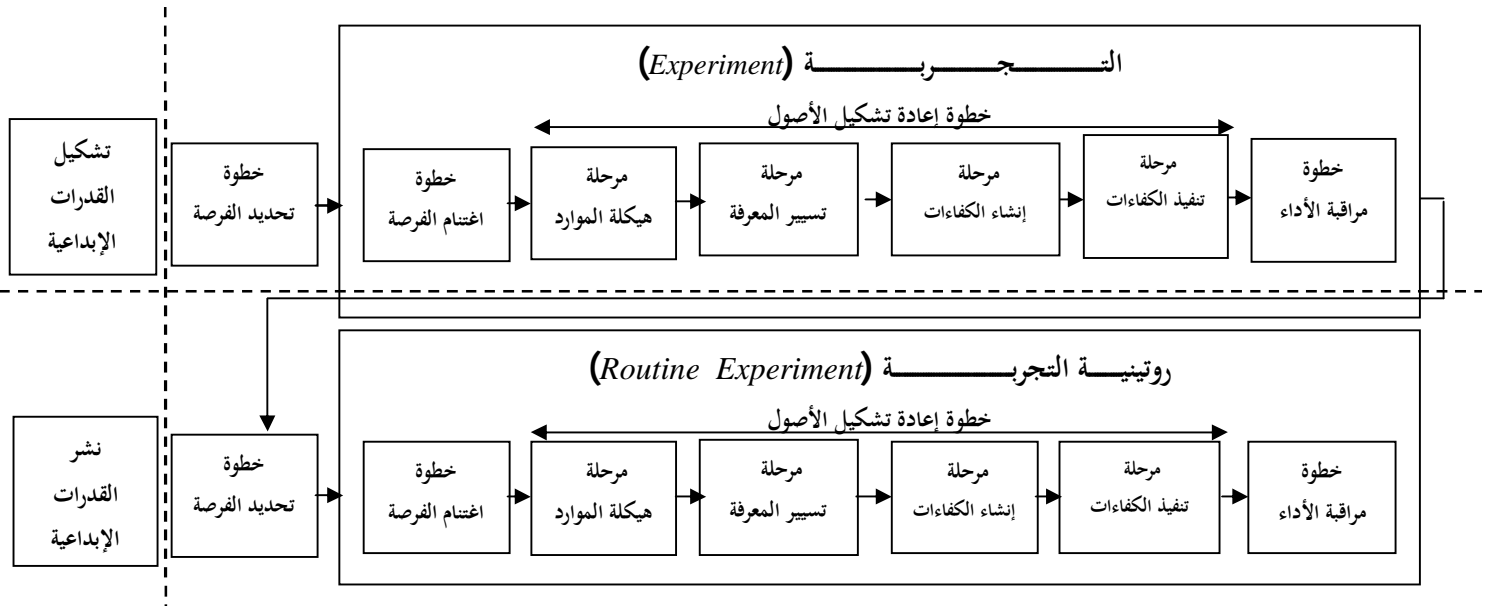 التـــــجـــــربـــــة (Experiment)
خطوة إعادة تشكيل الأصول
تشكيل
القدرات
الإبداعية
خطوة
تحديد الفرصة
خطوة
اغتنام الفرصة
مرحلة
هيكلة الموارد
مرحلة
تسيير المعرفة
مرحلة
إنشاء الكفاءات
مرحلة
تنفيذ الكفاءات
خطوة
مراقبة الأداء
روتينيـــة التجربـــــة (Routine Experiment)
خطوة إعادة تشكيل الأصول
نشر
القدرات
الإبداعية
خطوة
تحديد الفرصة
خطوة
اغتنام الفرصة
مرحلة
هيكلة الموارد
مرحلة
تسيير المعرفة
مرحلة
إنشاء الكفاءات
مرحلة
تنفيذ الكفاءات
خطوة
مراقبة الأداء